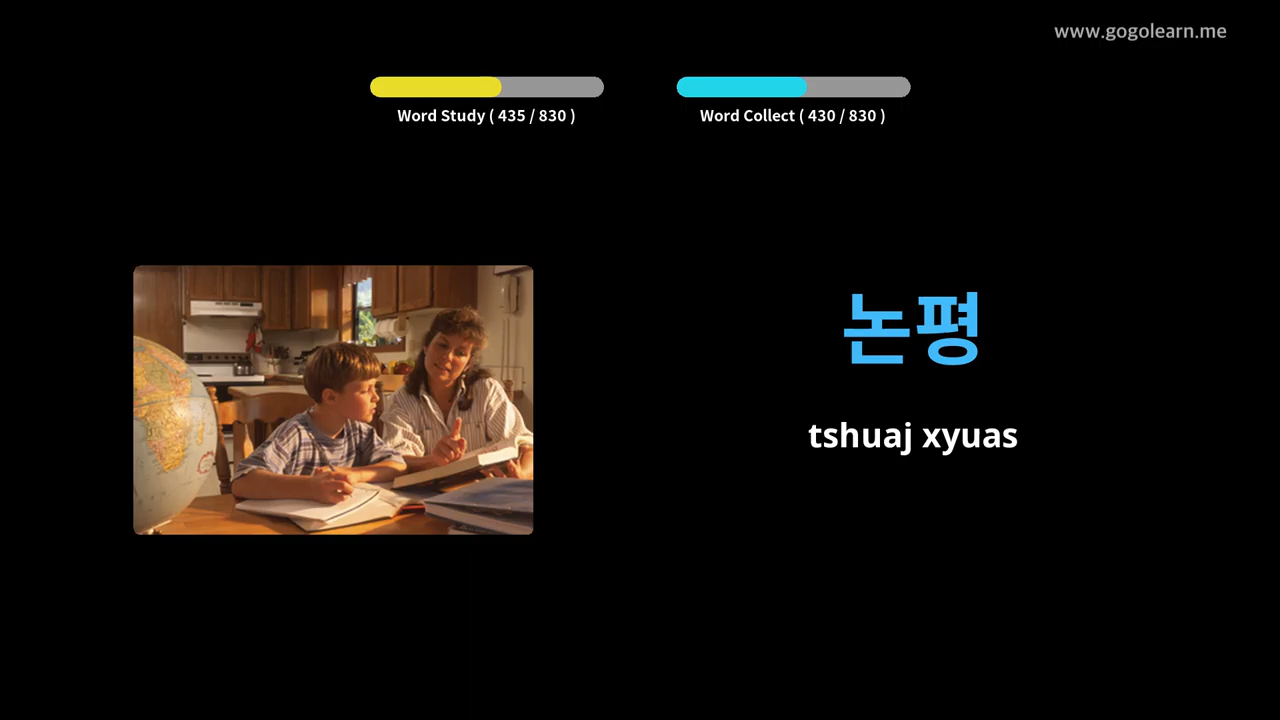 www.gogolearn.me
Word Study ( 435 / 830 )
Word Collect ( 430 / 830 )
논평
tshuaj xyuas